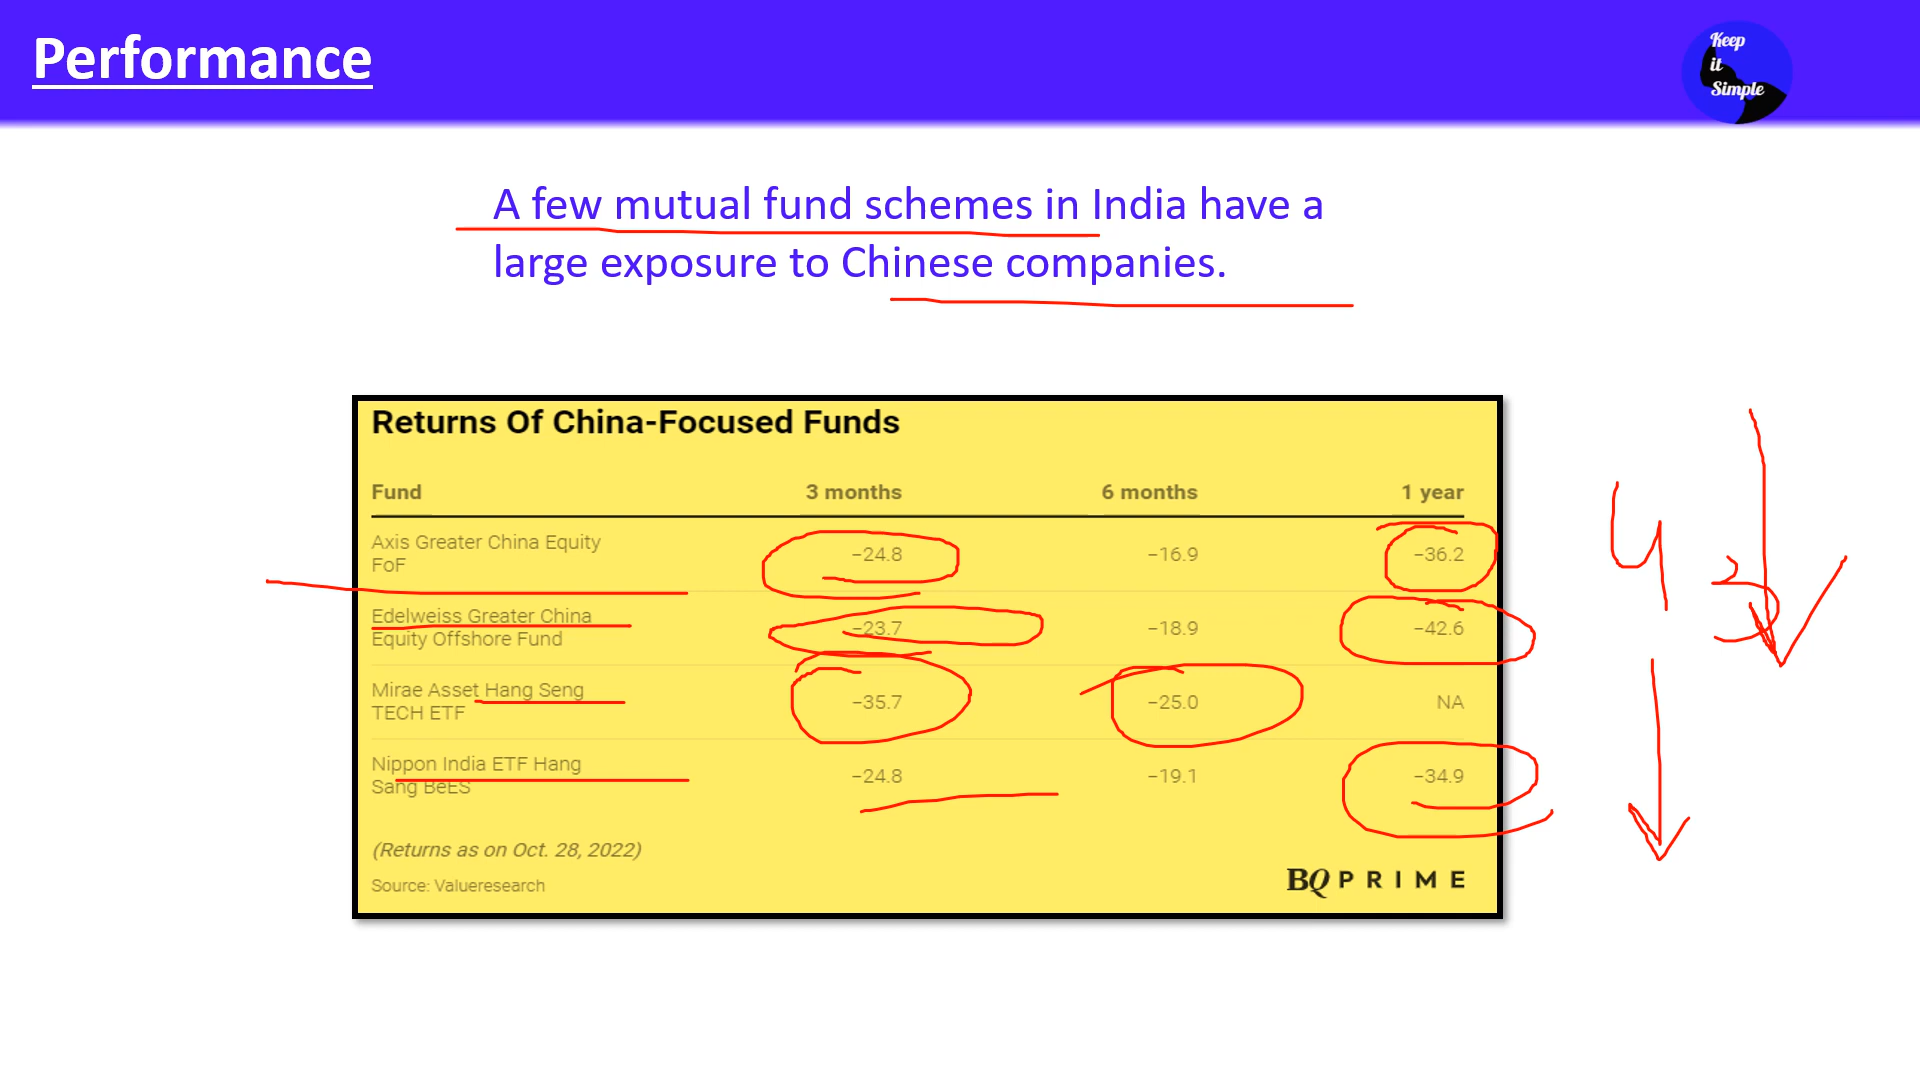 Performance
Keep
it
Simple
A few mutual fund schemes in India have a
large exposure to Chinese companies.
Returns Of China-Focused Funds
Fund 3 months 6 months 1 year
Axis Greater China Equity
FoF −24.8 −16.9 −36.2
Edelweiss Greater China
Equity Offshore Fund −23.7 −18.9 −42.6
Mirae Asset Hang Seng
TECH ETF −35.7 −25.0 NA
Nippon India ETF Hang
Sang BeES −24.8 −19.1 −34.9
(Returns as on Oct. 28, 2022)
Source: Valueresearch
BQ PRIME